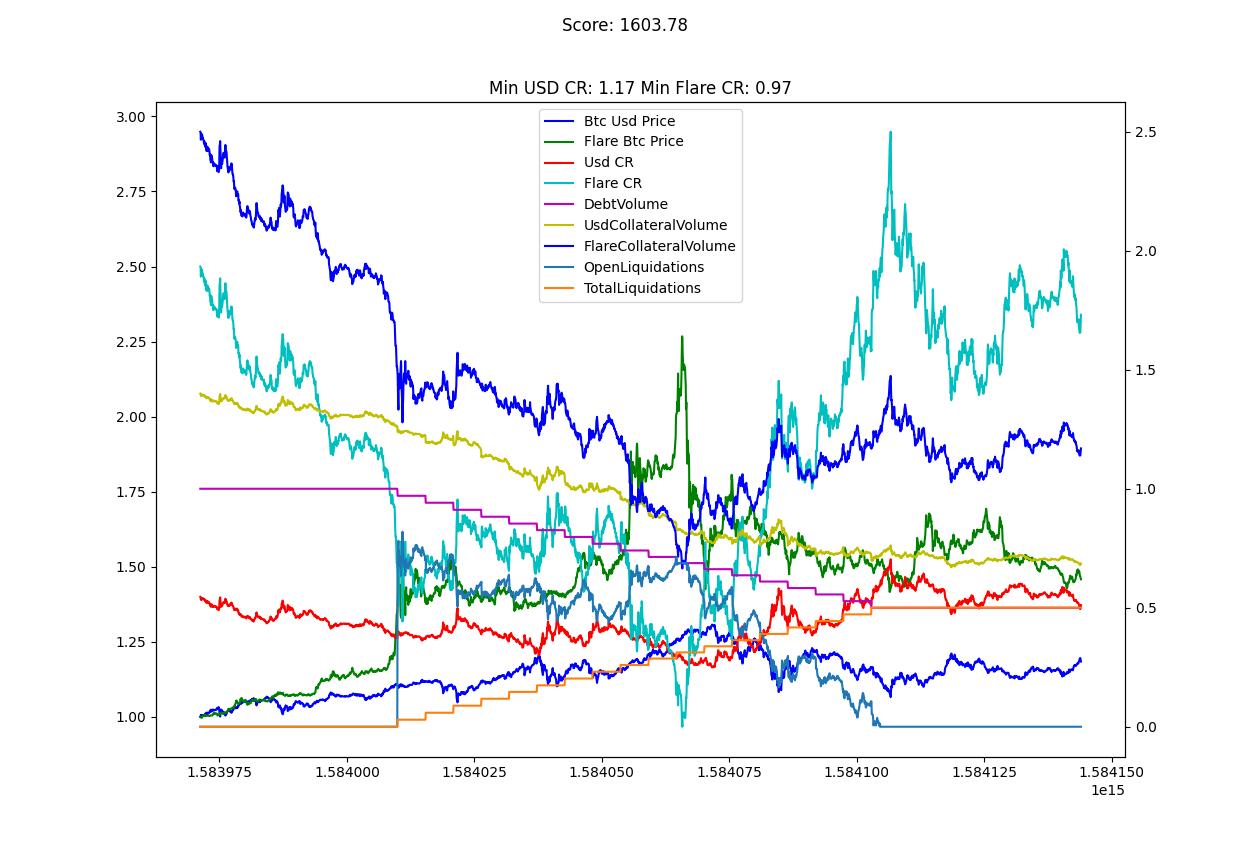 Score: 1603.78
Min USD CR: 1.17 Min Flare CR: 0.97
3.00
2.75
2.50
2.25
2.00
1.75
1.50
1.25
1.00
Btc Usd Price
Flare Btc Price
Usd CR
Flare CR
DebtVolume
UsdCollateralVolume
FlareCollateralVolume
OpenLiquidations
TotalLiquidations
2.5
2.0
1.5
1.0
0.5
0.0
1.583975 1.584000 1.584025 1.584050 1.584075 1.584100 1.584125 1.584150
1e15